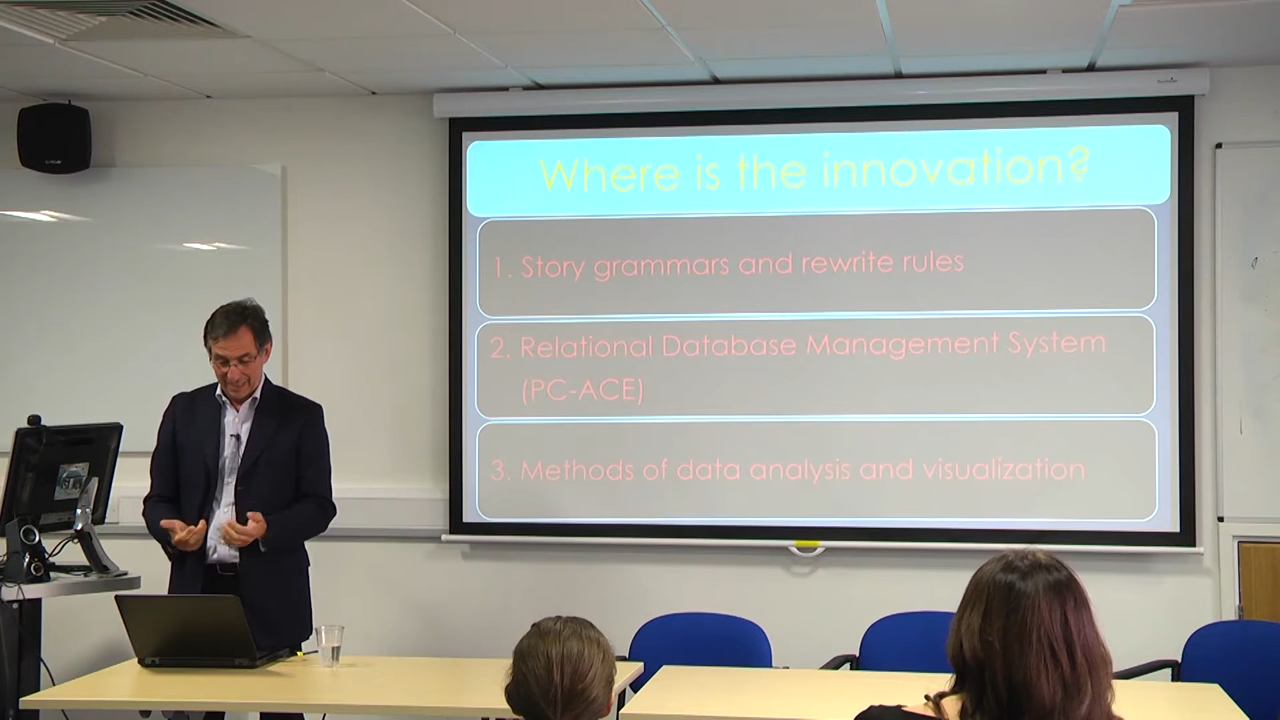 Where is the innovation?
1. Story grammars and rewrite rules
2. Relational Database Management System
(PC-ACE)
3. Methods of data analysis and visualization